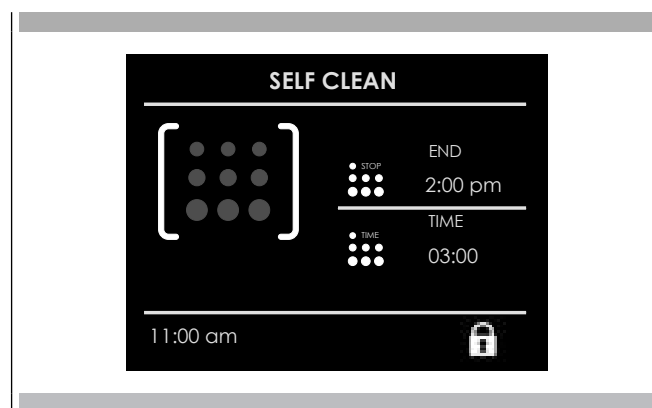 SELF CLEAN
STOP
END
2:00 pm
TIME
TIME
03:00
11:00 am